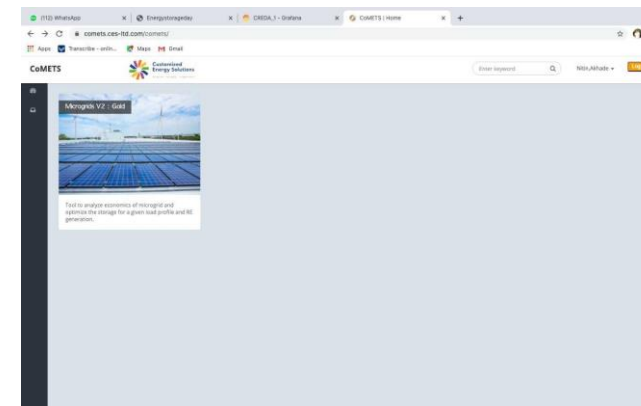 (112) WhatsApp
Energystorageday
CREDA_1 - Grafana
CoMETS | Home
comets.ces-ltd.com/comets/
Apps
Transcribe - onlin...
Maps
Gmail
CoMETS
Customized
Energy Solutions
Enter keyword
Nitin,Akhade
Microgrids V2 | Gold
Tool to analyze economics of microgrid and
optimize the storage for a given load profile and RE
generation.